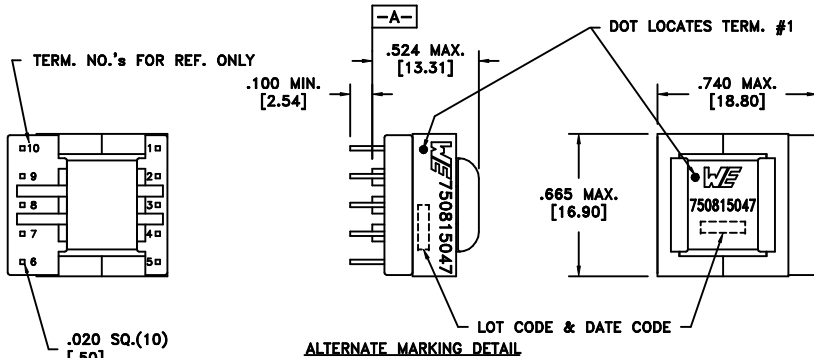 -A-
DOT LOCATES TERM. #1
TERM. NO.'s FOR REF. ONLY
.524 MAX.
[13.31]
.100 MIN.
[2.54]
.740 MAX.
[18.80]
10
9
8
7
6
1
2
3
4
5
WE 750815047
.665 MAX.
[16.90]
WE
750815047
LOT CODE & DATE CODE
.020 SQ.(10)
[.50]
ALTERNATE MARKING DETAIL